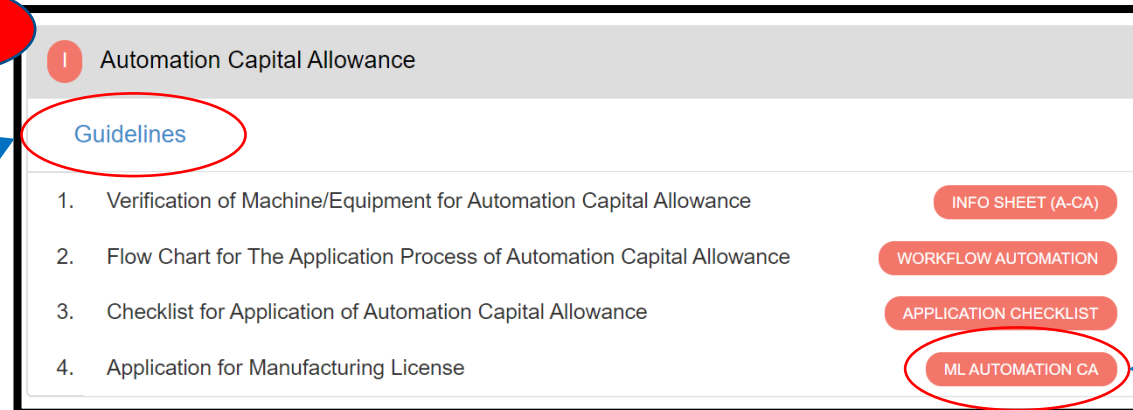 I Automation Capital Allowance
Guidelines
1. Verification of Machine/Equipment for Automation Capital Allowance INFO SHEET (A-CA)
2. Flow Chart for The Application Process of Automation Capital Allowance WORKFLOW AUTOMATION
3. Checklist for Application of Automation Capital Allowance APPLICATION CHECKLIST
4. Application for Manufacturing License ML AUTOMATION CA